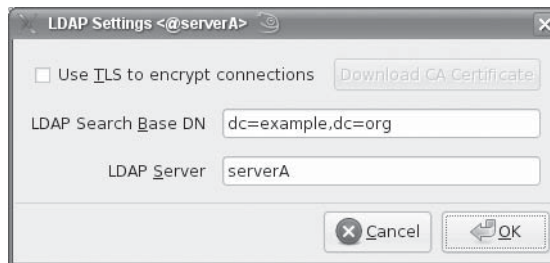 LDAP Settings <@serverA>
Use TLS to encrypt connections Download CA Certificate
LDAP Search Base DN dc=example,dc=org
LDAP Server serverA
Cancel OK